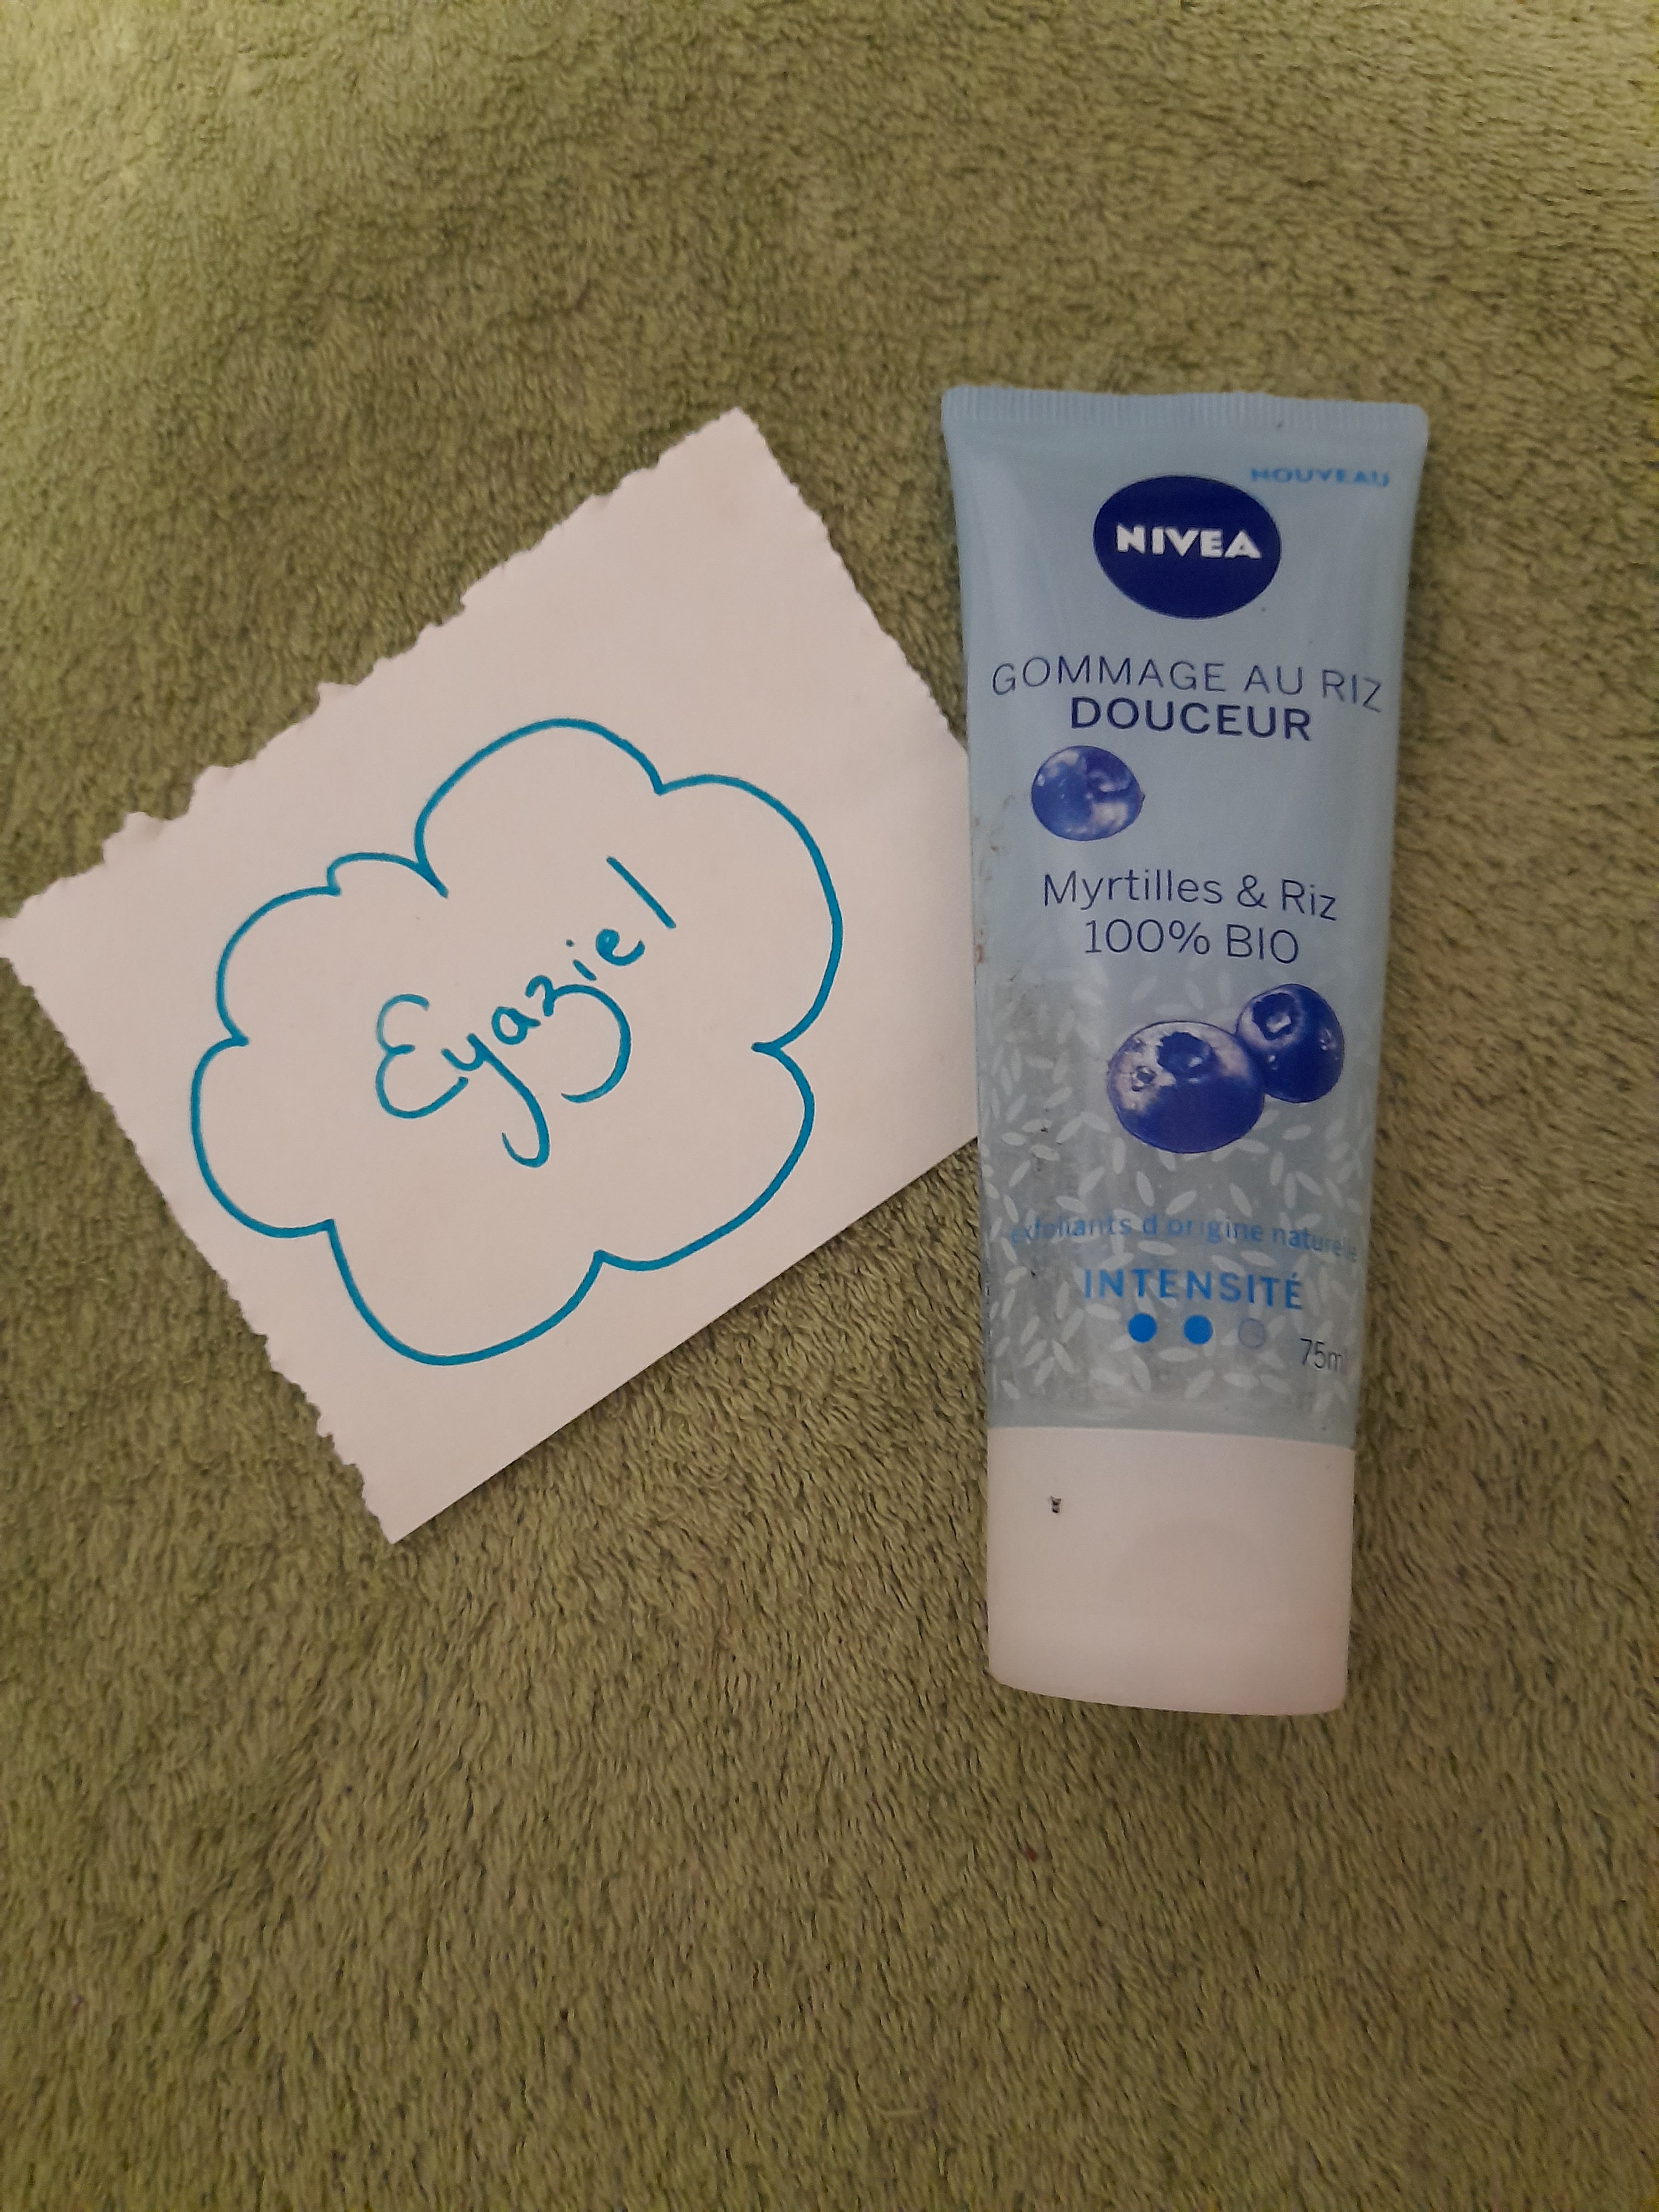 Eyaziel
NOUVEAU
NIVEA
GOMMAGE AU RIZ
DOUCEUR
Myrtilles & Riz
100% BIO
exfoliants d'origine naturelle
INTENSITÉ
75ml